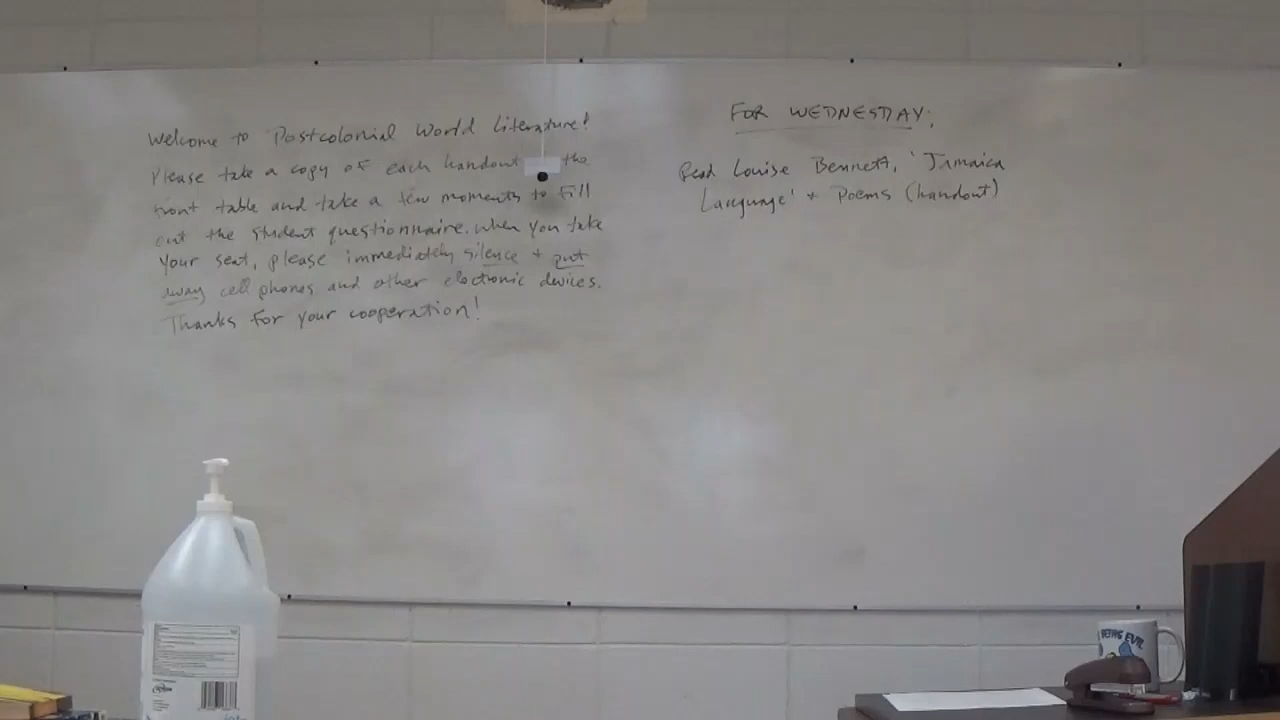 Welcome to Postcolonial World Literature!
Please take a copy of each handout the
front table and take a few moments to fill
out the student questionnaire. When you take
your seat, please immediately silence + put
away cell phones and other electronic devices.
Thanks for your cooperation!
FOR WEDNESDAY:
Read Louise Bennett, 'Jamaica
Language' + Poems (handout)
BEING EVIL